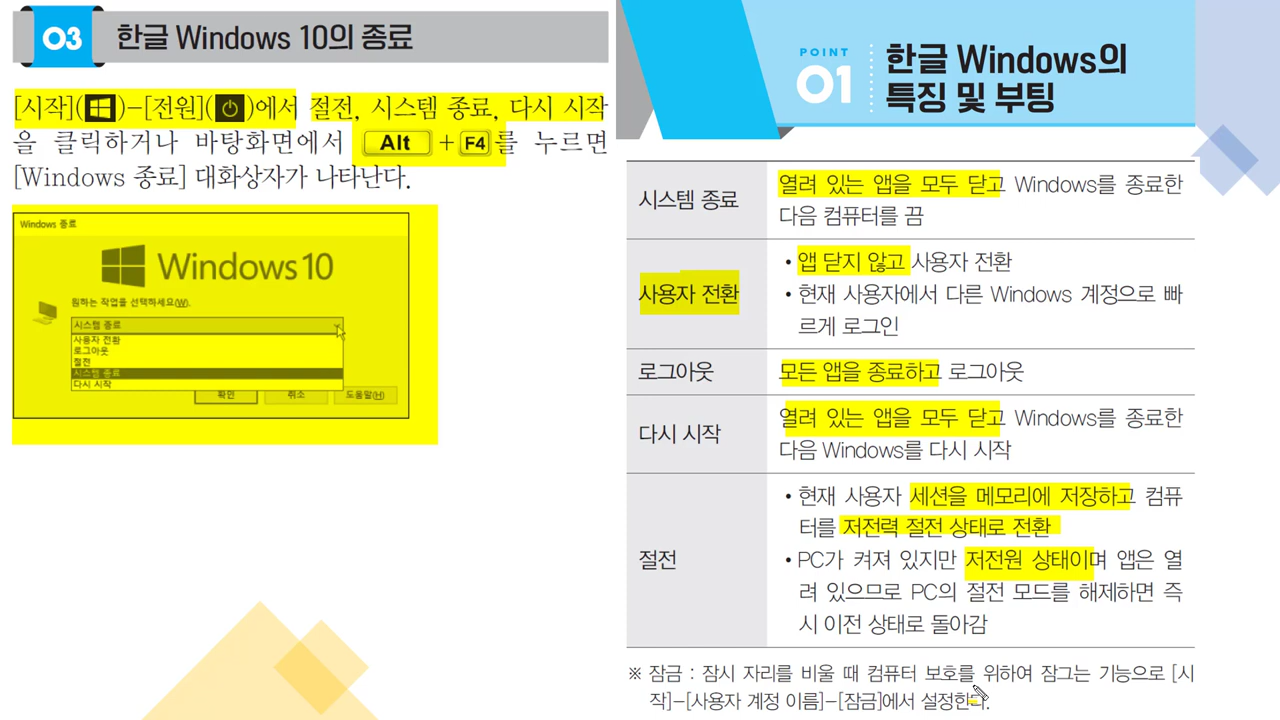 03 한글 Windows 10의 종료
[시작]( )-[전원]( )에서 절전, 시스템 종료, 다시 시작
을 클릭하거나 바탕화면에서 Alt + F4 를 누르면
[Windows 종료] 대화상자가 나타난다.
Windows 종료
Windows 10
원하는 작업을 선택하세요(W).
시스템 종료
사용자 전환
로그아웃
절전
시스템 종료
다시 시작
확인 취소 도움말(H)
POINT
01
한글 Windows의
특징 및 부팅
시스템 종료
열려 있는 앱을 모두 닫고 Windows를 종료한
다음 컴퓨터를 끔
사용자 전환
• 앱 닫지 않고 사용자 전환
• 현재 사용자에서 다른 Windows 계정으로 빠
르게 로그인
로그아웃
모든 앱을 종료하고 로그아웃
다시 시작
열려 있는 앱을 모두 닫고 Windows를 종료한
다음 Windows를 다시 시작
절전
• 현재 사용자 세션을 메모리에 저장하고 컴퓨
터를 저전력 절전 상태로 전환
• PC가 켜져 있지만 저전원 상태이며 앱은 열
려 있으므로 PC의 절전 모드를 해제하면 즉
시 이전 상태로 돌아감
※ 잠금 : 잠시 자리를 비울 때 컴퓨터 보호를 위하여 잠그는 기능으로 [시
작]-[사용자 계정 이름]-[잠금]에서 설정한다.